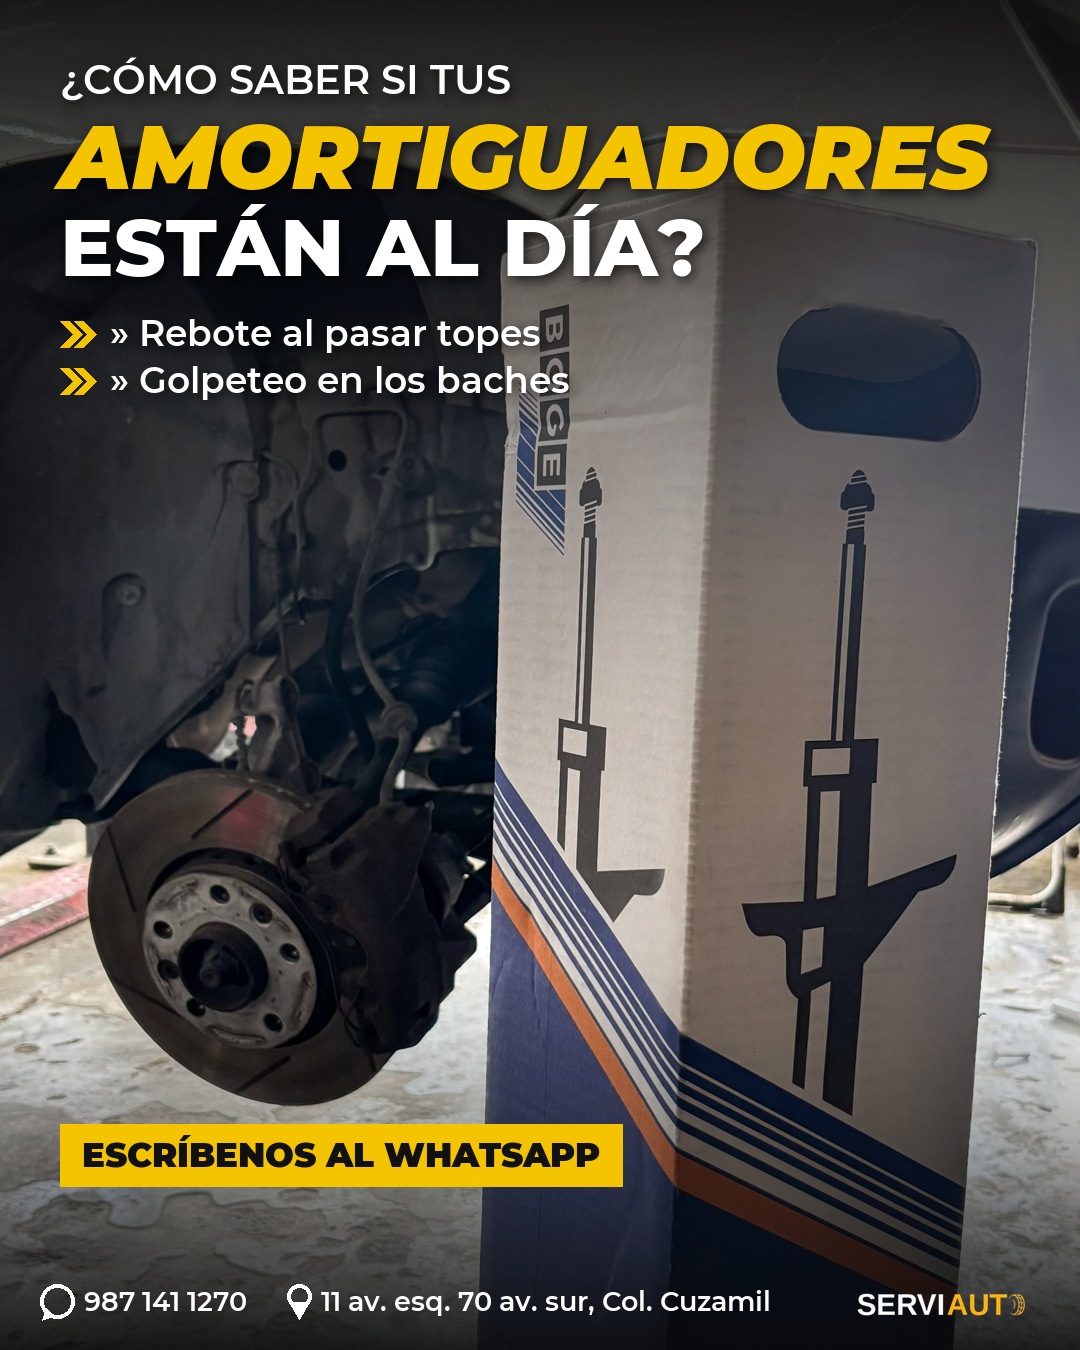 ¿CÓMO SABER SI TUS
AMORTIGUADORES
ESTÁN AL DÍA?
» Rebote al pasar topes
» Golpeteo en los baches
BOGE
ESCRÍBENOS AL WHATSAPP
987 141 1270
11 av. esq. 70 av. sur, Col. Cuzamil
SERVIAUTO